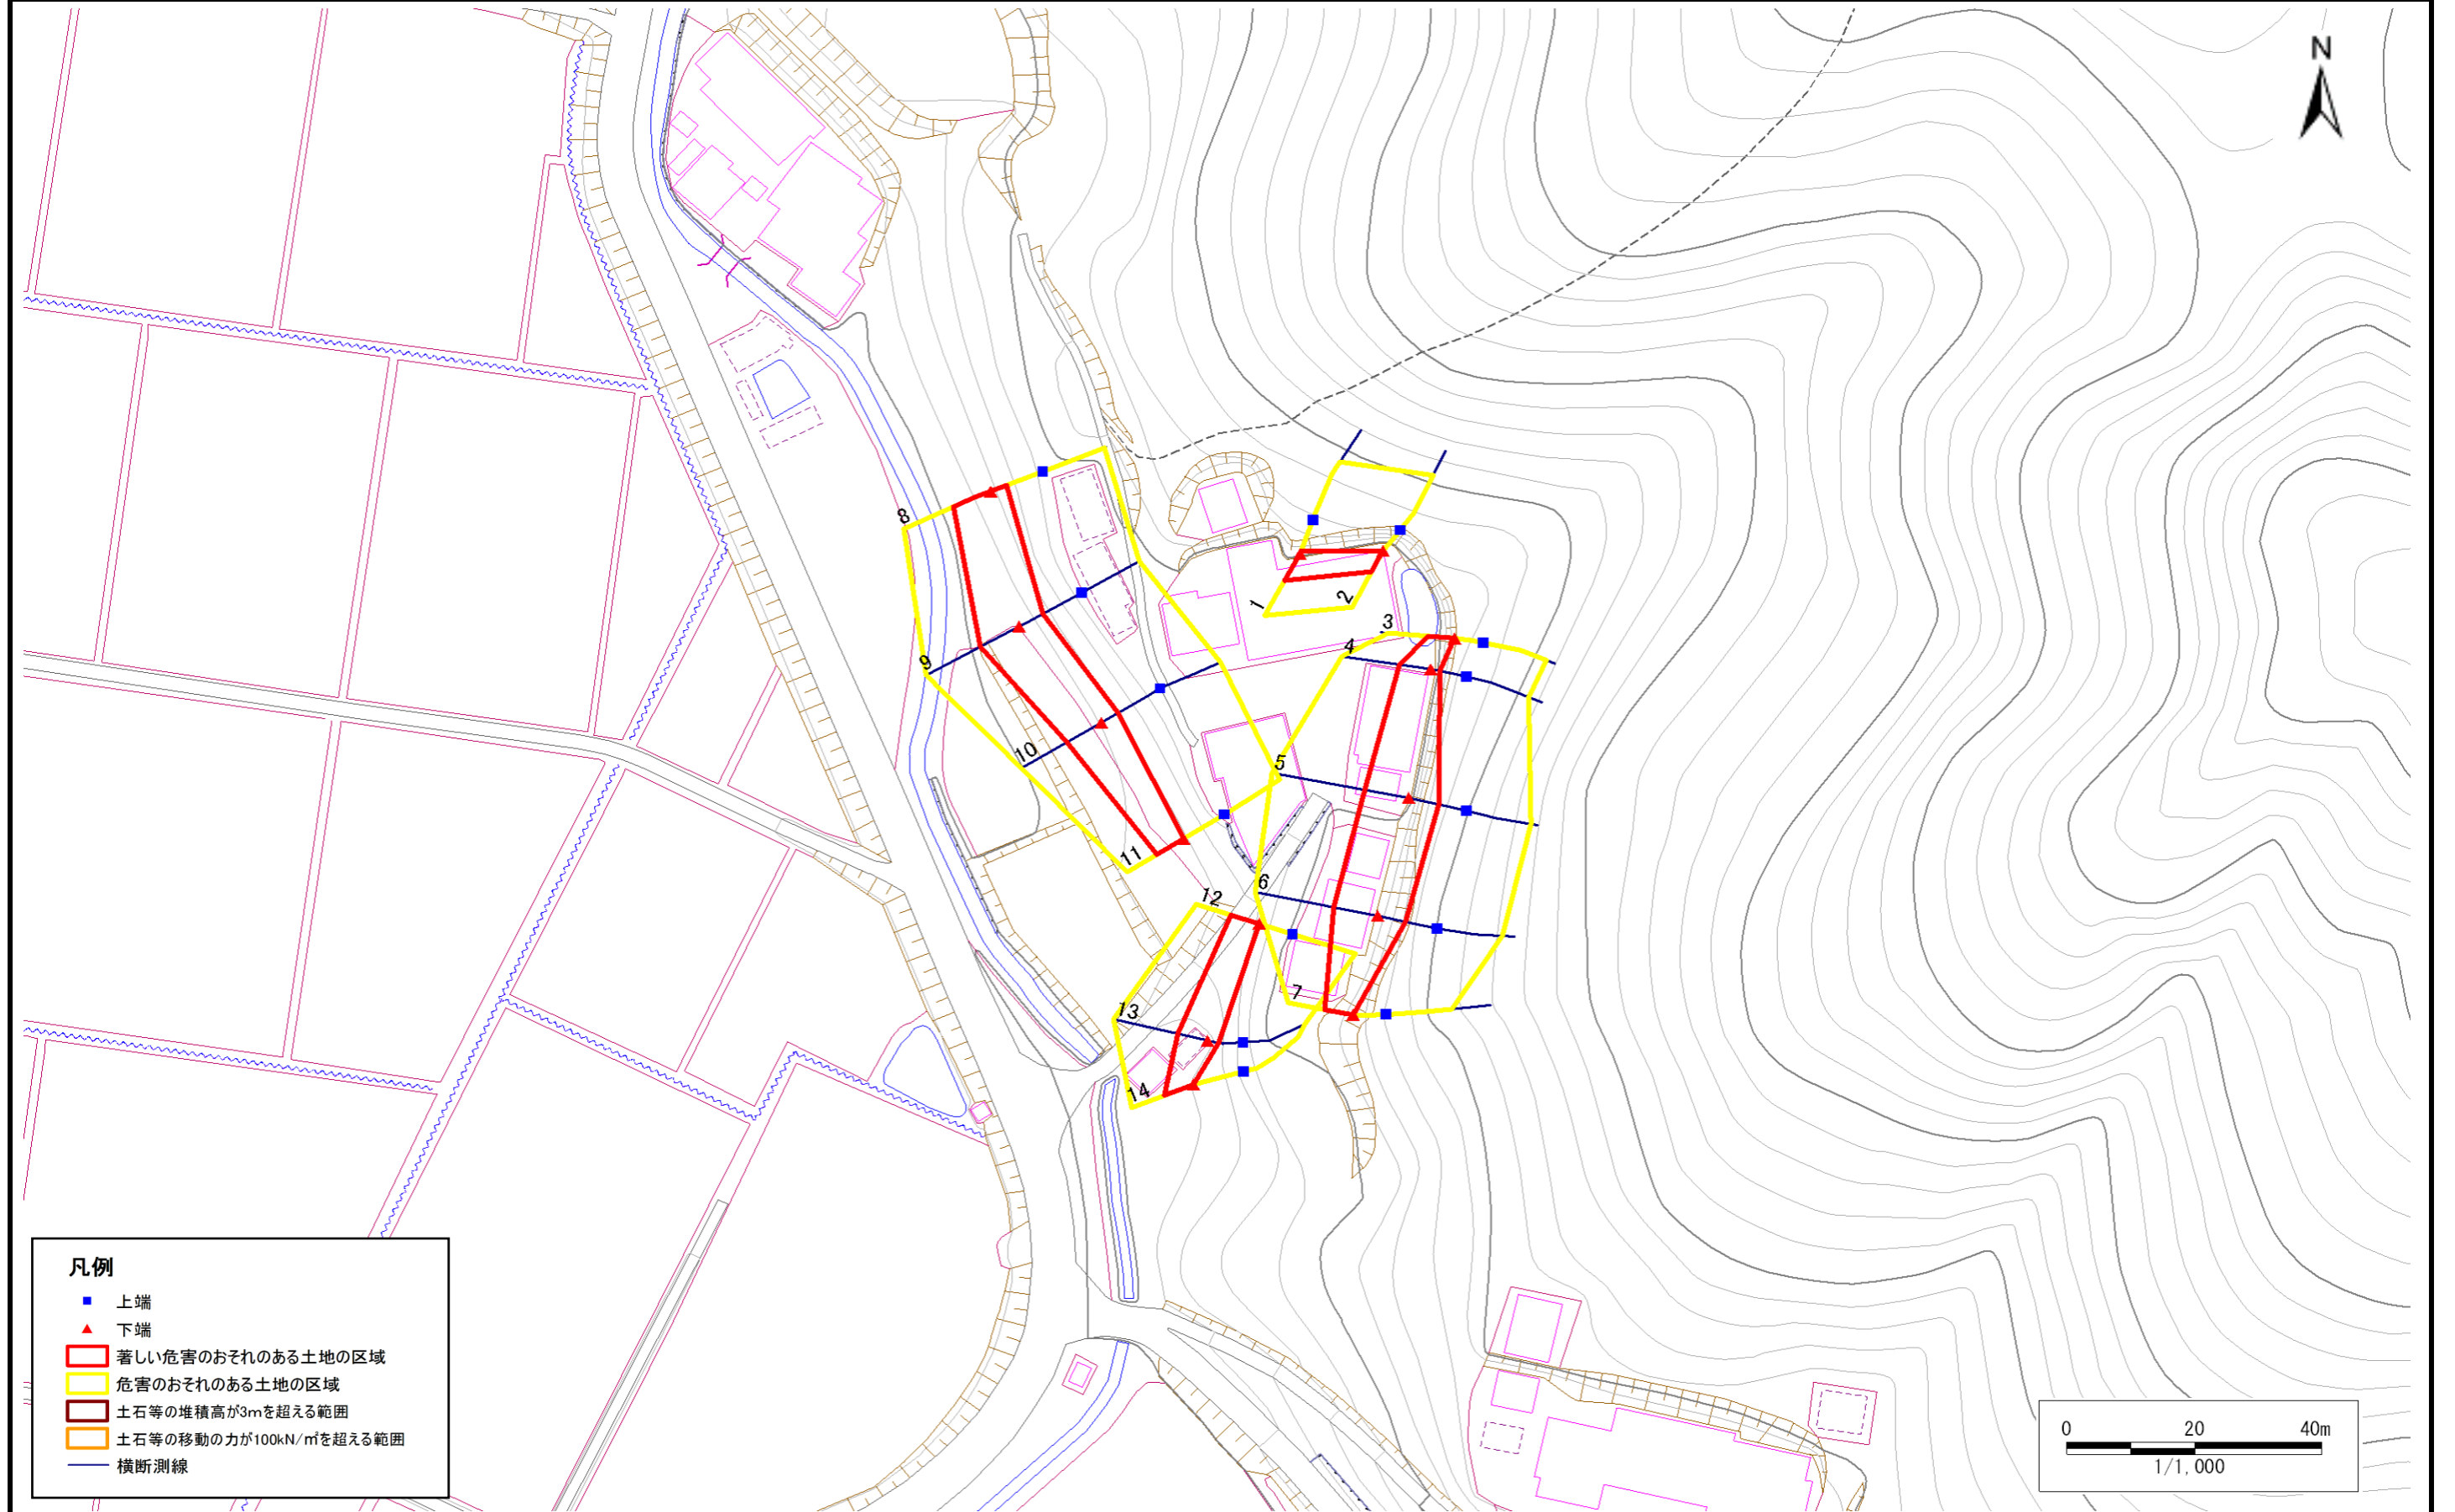 N
8
9
10
11
1
2
3
4
5
6
7
12
13
14
凡例
上端
下端
著しい危害のおそれのある土地の区域
危害のおそれのある土地の区域
土石等の堆積高が3mを超える範囲
土石等の移動の力が100kN/㎡を超える範囲
横断測線
0 20 40m
1/1,000